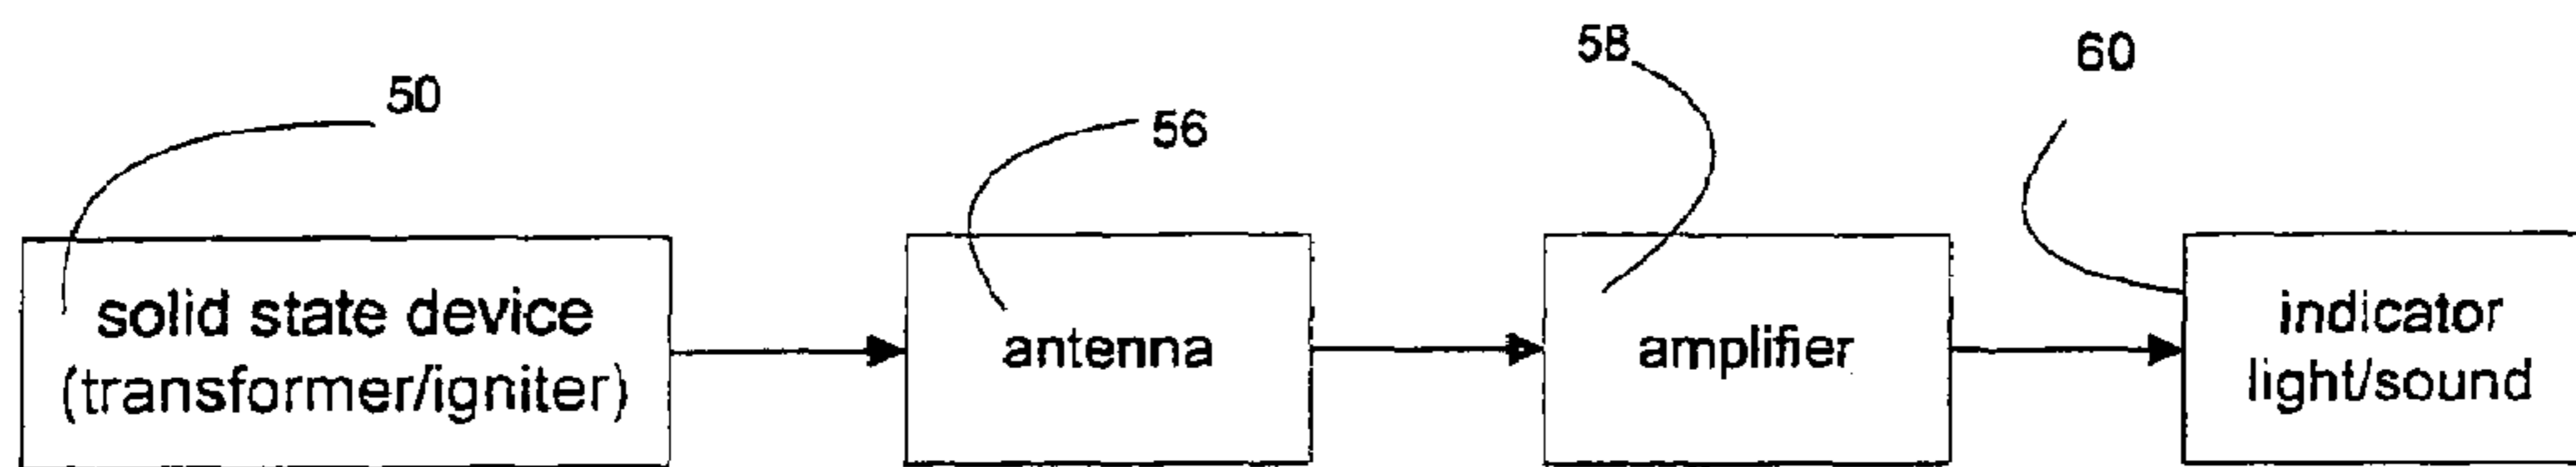 50
56
58
60
solid state device
(transformer/igniter)
antenna
amplifier
indicator
light/sound